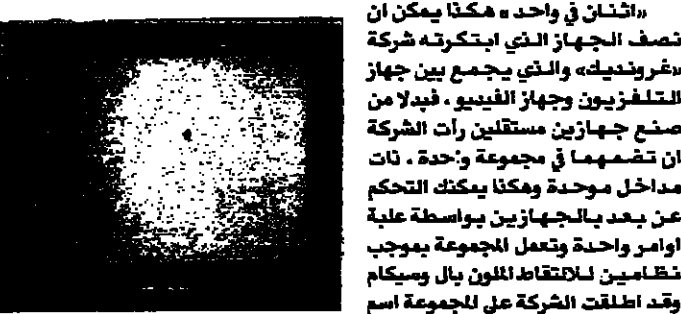 «اثنان في واحد» هكذا يمكن ان
نصف الجهاز الذي ابتكرته شركة
«غرونديك» والذي يجمع بين جهاز
التلفزيون وجهاز الفيديو ، فبدلا من
صنع جهازين مستقلين رأت الشركة
ان تضمهما في مجموعة واحدة ، ذات
مداخل موحدة وهكذا يمكنك التحكم
عن بعد بالجهازين بواسطة علبة
اوامر واحدة وتعمل المجموعة بموجب
نظامين للالتقاط الملون بال وسيكام
وقد اطلقت الشركة على المجموعة اسم